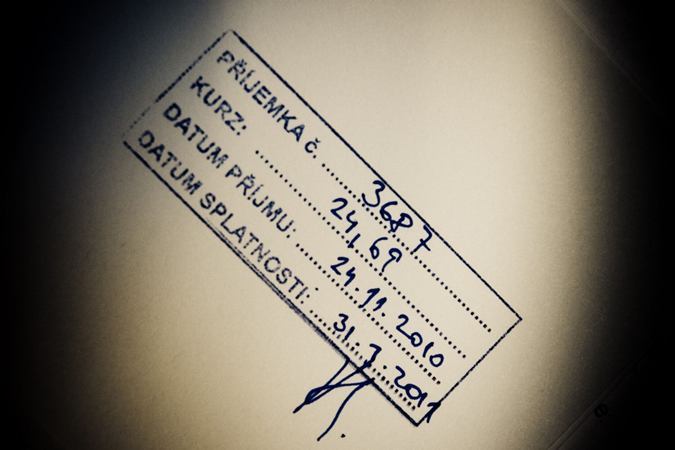 PŘÍJEMKA č. 3687
KURZ: 24,69
DATUM PŘÍJMU: 24.11.2010
DATUM SPLATNOSTI: 31.7.2011